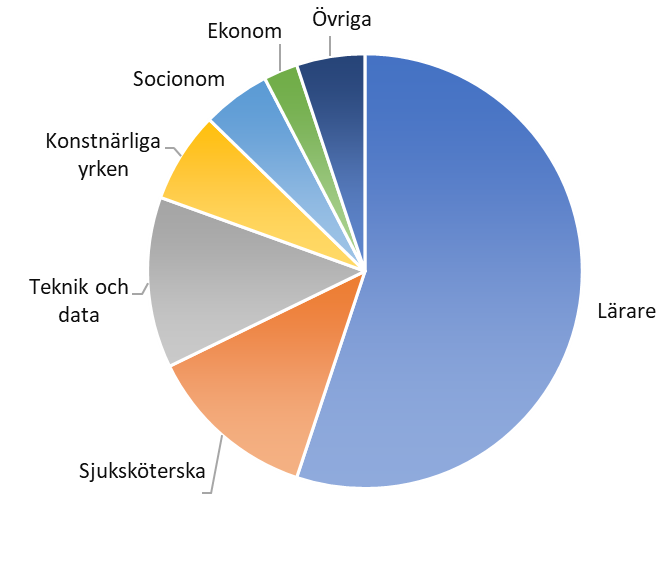 Övriga
Ekonom
Socionom
Konstnärliga
yrken
Teknik och
data
Lärare
Sjuksköterska